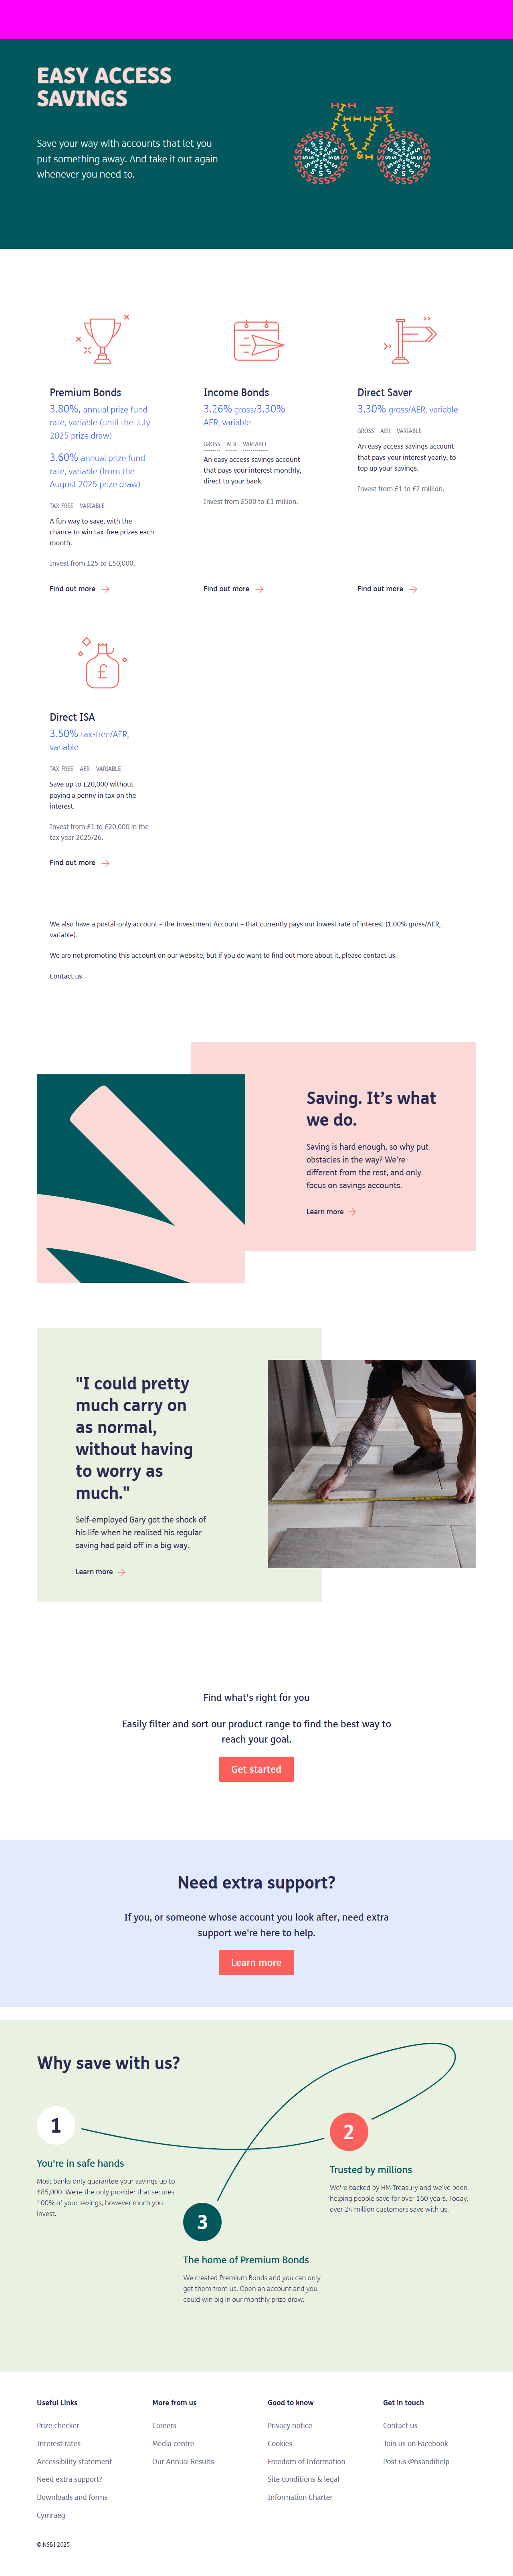 EASY ACCESS
SAVINGS
Save your way with accounts that let you
put something away. And take it out again
whenever you need to.
Premium Bonds
3.80%, annual prize fund
rate, variable (until the July
2025 prize draw)
3.60% annual prize fund
rate, variable (from the
August 2025 prize draw)
TAX-FREE VARIABLE
A fun way to save, with the
chance to win tax-free prizes each
month.
Invest from £25 to £50,000.
Find out more
Income Bonds
3.26% gross/3.30%
AER, variable
GROSS AER VARIABLE
An easy access savings account
that pays your interest monthly,
direct to your bank.
Invest from £500 to £1 million.
Find out more
Direct Saver
3.30% gross/AER, variable
GROSS AER VARIABLE
An easy access savings account
that pays your interest yearly, to
top up your savings.
Invest from £1 to £2 million.
Find out more
£
Direct ISA
3.50% tax-free/AER,
variable
TAX-FREE AER VARIABLE
Save up to £20,000 without
paying a penny in tax on the
interest.
Invest from £1 to £20,000 in the
tax year 2025/26.
Find out more
We also have a postal-only account – the Investment Account – that currently pays our lowest rate of interest (1.00% gross/AER,
variable).
We are not promoting this account on our website, but if you do want to find out more about it, please contact us.
Contact us
Saving. It's what
we do.
Saving is hard enough, so why put
obstacles in the way? We're
different from the rest, and only
focus on savings accounts.
Learn more
"I could pretty
much carry on
as normal,
without having
to worry as
much."
Self-employed Gary got the shock of
his life when he realised his regular
saving had paid off in a big way.
Learn more
Find what's right for you
Easily filter and sort our product range to find the best way to
reach your goal.
Get started
Need extra support?
If you, or someone whose account you look after, need extra
support we're here to help.
Learn more
Why save with us?
1
You're in safe hands
Most banks only guarantee your savings up to
£85,000. We're the only provider that secures
100% of your savings, however much you
invest.
2
Trusted by millions
We're backed by HM Treasury and we've been
helping people save for over 160 years. Today,
over 24 million customers save with us.
3
The home of Premium Bonds
We created Premium Bonds and you can only
get them from us. Open an account and you
could win big in our monthly prize draw.
Useful Links
Prize checker
Interest rates
Accessibility statement
Need extra support?
Downloads and forms
Cymraeg
More from us
Careers
Media centre
Our Annual Results
Good to know
Privacy notice
Cookies
Freedom of Information
Site conditions & legal
Information Charter
Get in touch
Contact us
Join us on Facebook
Post us @nsandihelp
© NS&I 2025